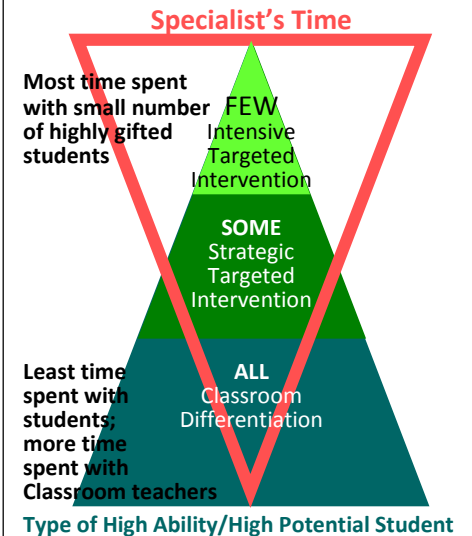 Specialist's Time
Most time spent
with small number
of highly gifted
students
FEW
Intensive
Targeted
Intervention
SOME
Strategic
Targeted
Intervention
Least time
spent with
students;
more time
spent with
Classroom teachers
ALL
Classroom
Differentiation
Type of High Ability/High Potential Student